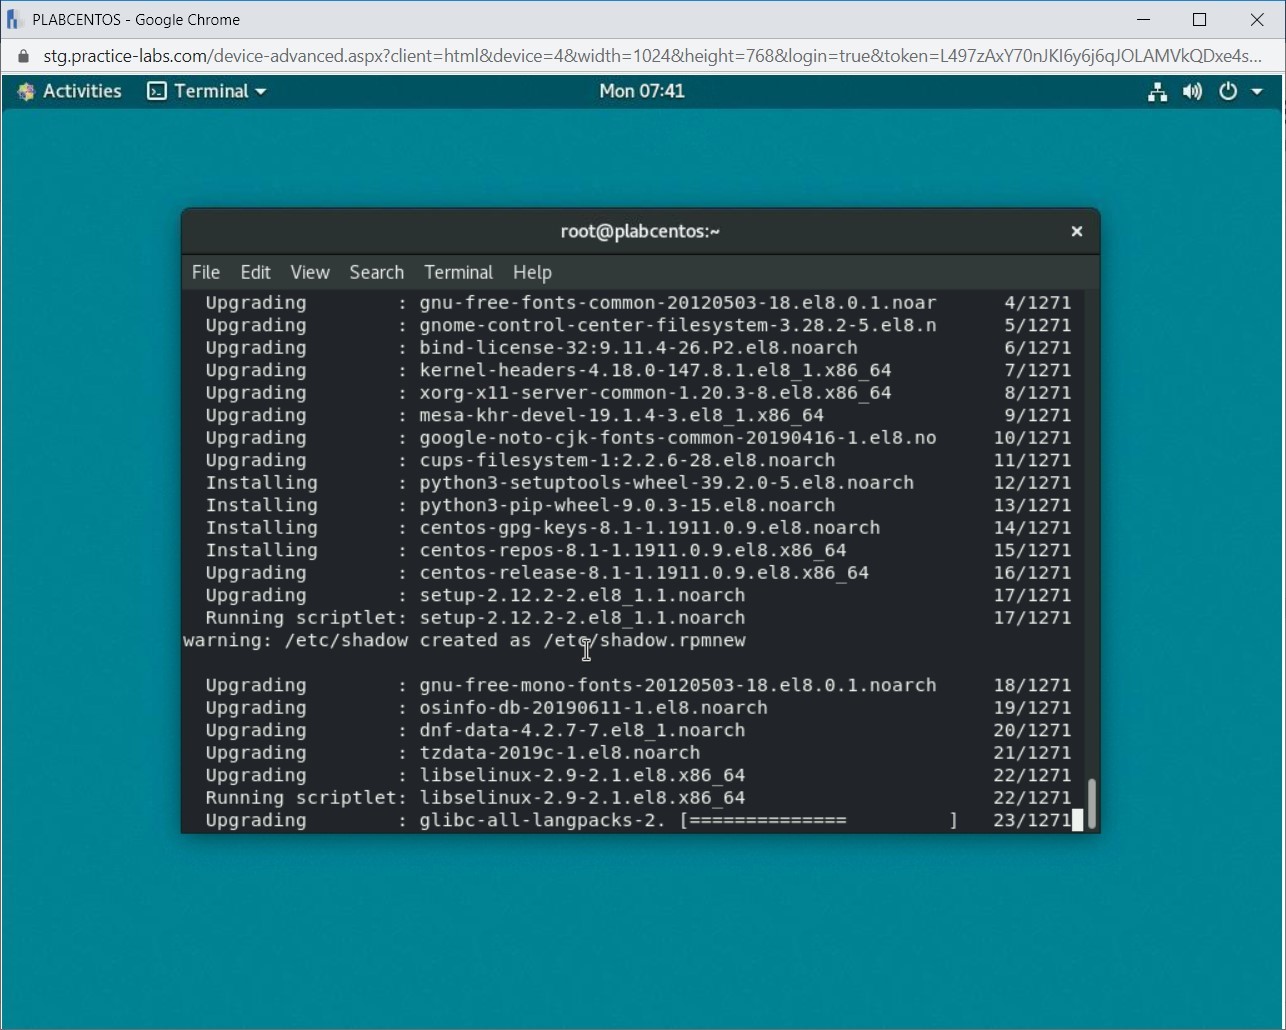 PLABCENTOS - Google Chrome
stg.practice-labs.com/device-advanced.aspx?client=html&device=4&width=1024&height=768&login=true&token=L497zAxY70nJKI6y6j6qJOLAMVkQDxe4s...
Activities Terminal Mon 07:41
root@plabcentos:~
File Edit View Search Terminal Help
Upgrading : gnu-free-fonts-common-20120503-18.el8.0.1.noar 4/1271
Upgrading : gnome-control-center-filesystem-3.28.2-5.el8.n 5/1271
Upgrading : bind-license-32:9.11.4-26.P2.el8.noarch 6/1271
Upgrading : kernel-headers-4.18.0-147.8.1.el8_1.x86_64 7/1271
Upgrading : xorg-x11-server-common-1.20.3-8.el8.x86_64 8/1271
Upgrading : mesa-khr-devel-19.1.4-3.el8_1.x86_64 9/1271
Upgrading : google-noto-cjk-fonts-common-20190416-1.el8.no 10/1271
Upgrading : cups-filesystem-1:2.2.6-28.el8.noarch 11/1271
Installing : python3-setuptools-wheel-39.2.0-5.el8.noarch 12/1271
Installing : python3-pip-wheel-9.0.3-15.el8.noarch 13/1271
Installing : centos-gpg-keys-8.1-1.1911.0.9.el8.noarch 14/1271
Installing : centos-repos-8.1-1.1911.0.9.el8.x86_64 15/1271
Upgrading : centos-release-8.1-1.1911.0.9.el8.x86_64 16/1271
Upgrading : setup-2.12.2-2.el8_1.1.noarch 17/1271
Running scriptlet: setup-2.12.2-2.el8_1.1.noarch 17/1271
warning: /etc/shadow created as /etc/shadow.rpmnew
Upgrading : gnu-free-mono-fonts-20120503-18.el8.0.1.noarch 18/1271
Upgrading : osinfo-db-20190611-1.el8.noarch 19/1271
Upgrading : dnf-data-4.2.7-7.el8_1.noarch 20/1271
Upgrading : tzdata-2019c-1.el8.noarch 21/1271
Upgrading : libselinux-2.9-2.1.el8.x86_64 22/1271
Running scriptlet: libselinux-2.9-2.1.el8.x86_64 22/1271
Upgrading : glibc-all-langpacks-2. [============== ] 23/1271